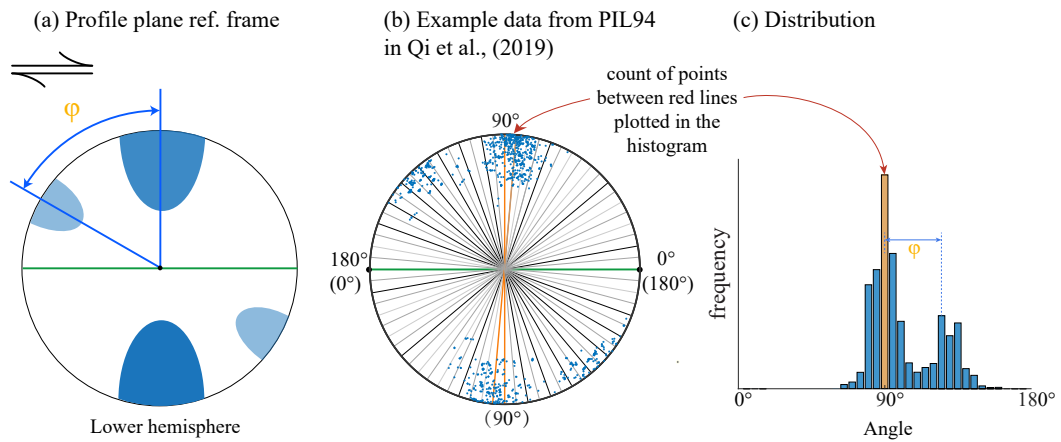 (a) Profile plane ref. frame
(b) Example data from PIL94
in Qi et al., (2019)
(c) Distribution
φ
count of points
between red lines
plotted in the
histogram
90°
180°
(0°)
0°
(180°)
(90°)
Lower hemisphere
frequency
φ
0°
90°
180°
Angle